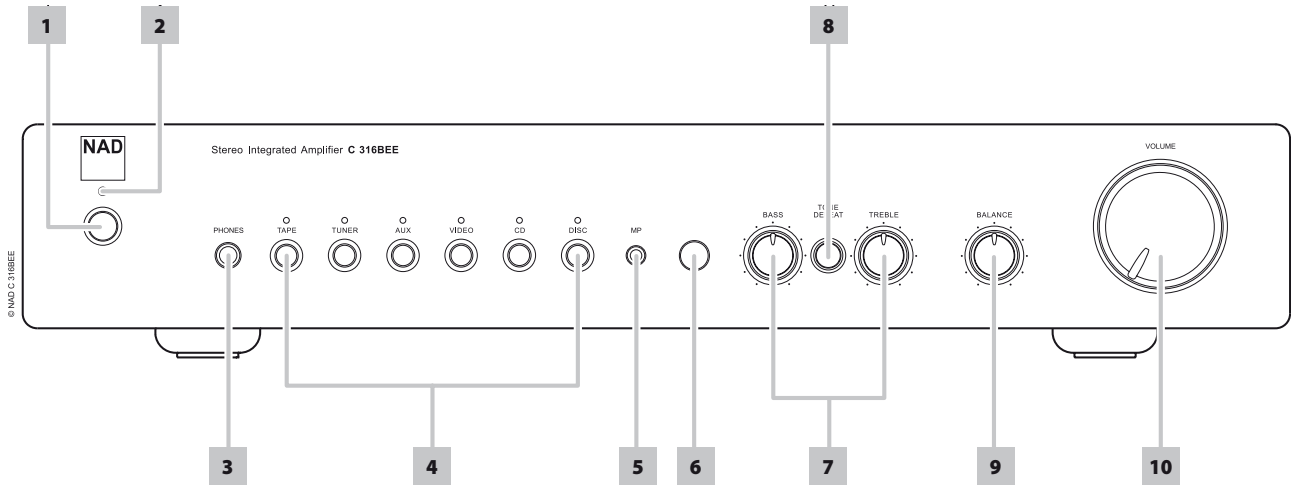 1
2
8
NAD
Stereo Integrated Amplifier C 316BEE
VOLUME
PHONES
TAPE
TUNER
AUX
VIDEO
CD
DISC
MP
BASS
TONE
DEFEAT
TREBLE
BALANCE
© NAD C 316BEE
3
4
5
6
7
9
10